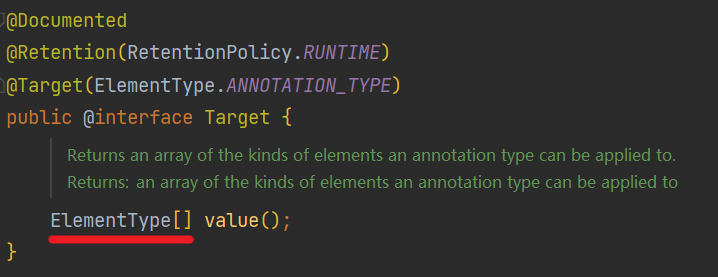 @Documented
@Retention(RetentionPolicy.RUNTIME)
@Target(ElementType.ANNOTATION_TYPE)
public @interface Target {
Returns an array of the kinds of elements an annotation type can be applied to.
Returns: an array of the kinds of elements an annotation type can be applied to
ElementType[] value();
}